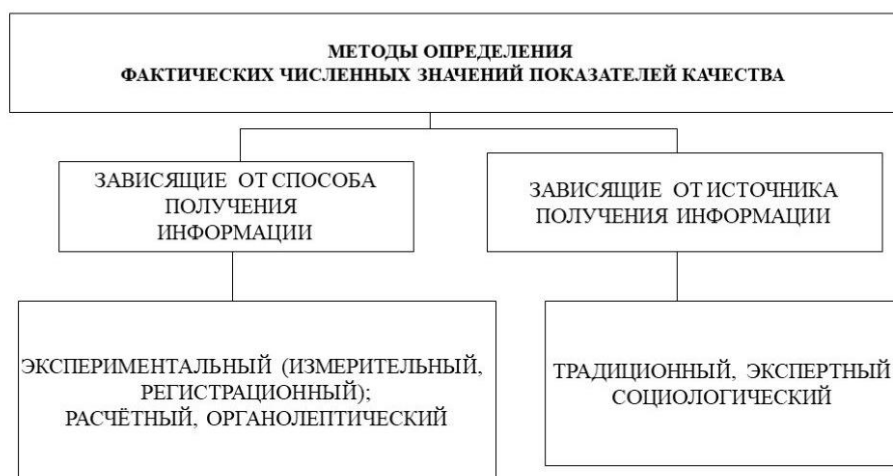 МЕТОДЫ ОПРЕДЕЛЕНИЯ
ФАКТИЧЕСКИХ ЧИСЛЕННЫХ ЗНАЧЕНИЙ ПОКАЗАТЕЛЕЙ КАЧЕСТВА
ЗАВИСЯЩИЕ ОТ СПОСОБА
ПОЛУЧЕНИЯ
ИНФОРМАЦИИ
ЗАВИСЯЩИЕ ОТ ИСТОЧНИКА
ПОЛУЧЕНИЯ ИНФОРМАЦИИ
ЭКСПЕРИМЕНТАЛЬНЫЙ (ИЗМЕРИТЕЛЬНЫЙ,
РЕГИСТРАЦИОННЫЙ);
РАСЧЁТНЫЙ, ОРГАНОЛЕПТИЧЕСКИЙ
ТРАДИЦИОННЫЙ, ЭКСПЕРТНЫЙ
СОЦИОЛОГИЧЕСКИЙ